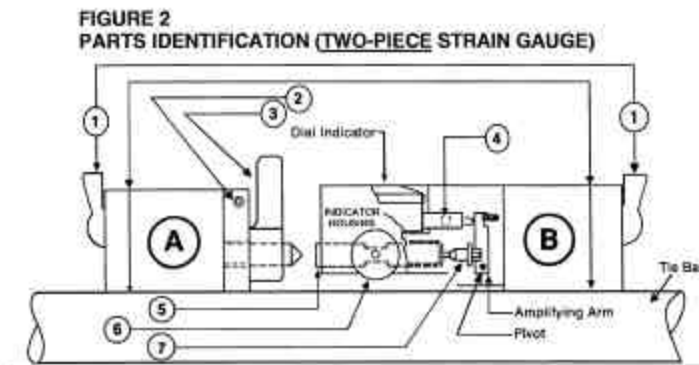 FIGURE 2
PARTS IDENTIFICATION (TWO-PIECE STRAIN GAUGE)
2
3
1
Dial Indicator
4
1
INDICATOR
HOUSING
A
B
Tie Ba
5
Amplifying Arm
6
Pivot
7